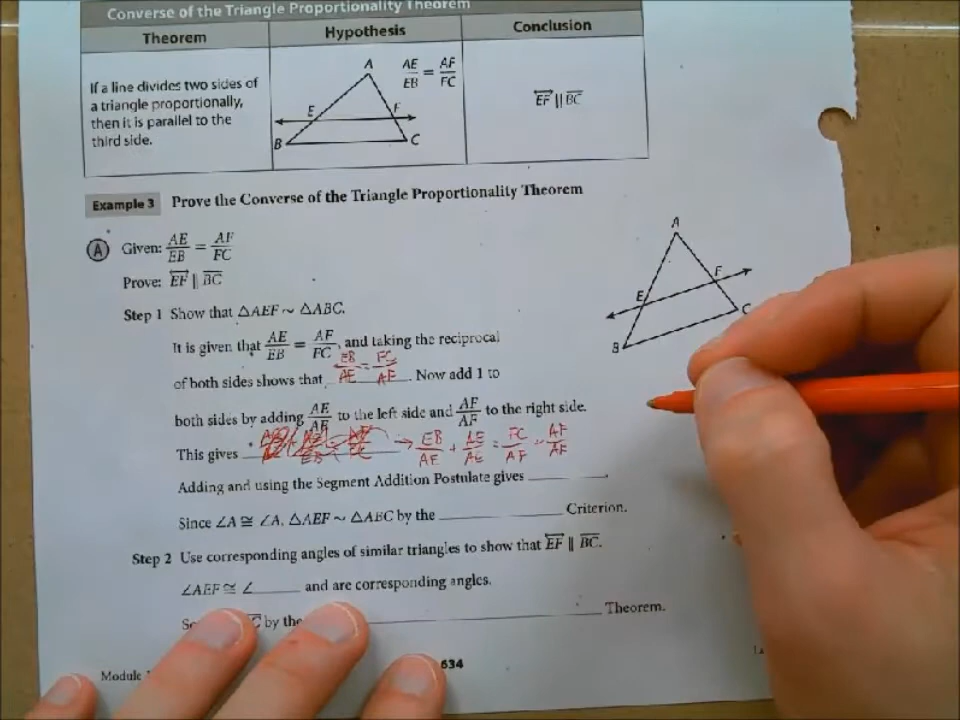 Converse of the Triangle Proportionality Theorem
Theorem Hypothesis Conclusion
If a line divides two sides of
a triangle proportionally,
then it is parallel to the
third side.
A
E F
B C
AE/EB = AF/FC
EF || BC
Example 3 Prove the Converse of the Triangle Proportionality Theorem
A Given: AE/EB = AF/FC
Prove: EF || BC
A
E F
B C
Step 1 Show that △AEF ~ △ABC.
It is given that AE/EB = AF/FC, and taking the reciprocal
of both sides shows that EB/AE = FC/AF. Now add 1 to
both sides by adding AE/AE to the left side and AF/AF to the right side.
This gives → EB/AE + AE/AE = FC/AF + AF/AF
Adding and using the Segment Addition Postulate gives ________.
Since ∠A ≅ ∠A, △AEF ~ △ABC by the ________ Criterion.
Step 2 Use corresponding angles of similar triangles to show that EF || BC.
∠AEF ≅ ∠____ and are corresponding angles.
by the ________ Theorem.
Module
634